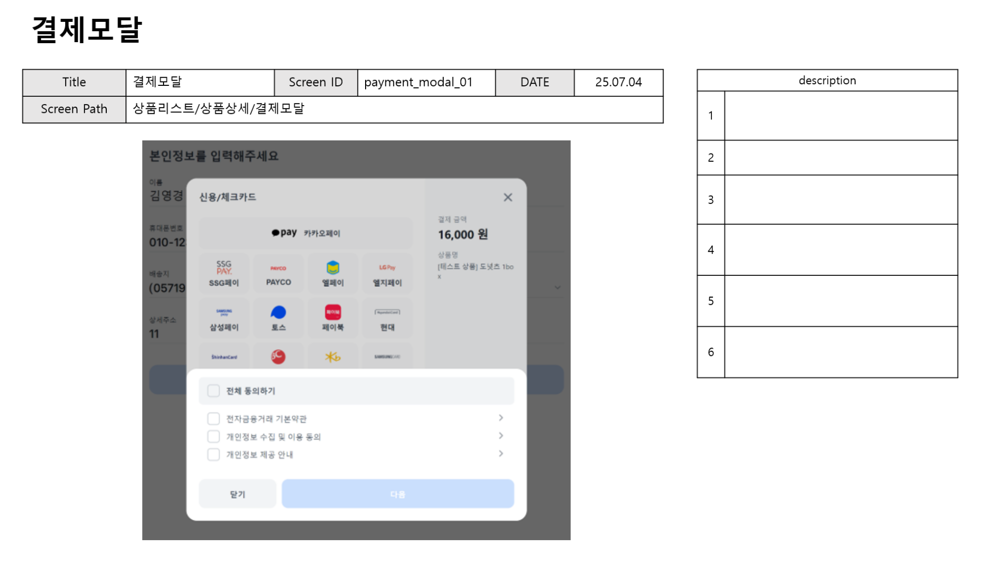 결제모달
Title 결제모달 Screen ID payment_modal_01 DATE 25.07.04
Screen Path 상품리스트/상품상세/결제모달
description
1
2
3
4
5
6
본인정보를 입력해주세요
이름
김영경
휴대폰번호
010-12
배송지
(05719
상세주소
11
신용/체크카드
pay 카카오페이
SSG PAY. PAYCO LG Pay
SSG페이 PAYCO 엘페이 엘지페이
SAMSUNG pay 페이북 HyundaiCard
삼성페이 토스 페이북 현대
ShinhanCard BC Kb SAMSUNG CARD
결제 금액
16,000 원
상품명
[테스트 상품] 도넛츠 1bo
x
전체 동의하기
전자금융거래 기본약관
개인정보 수집 및 이용 동의
개인정보 제공 안내
닫기 다음